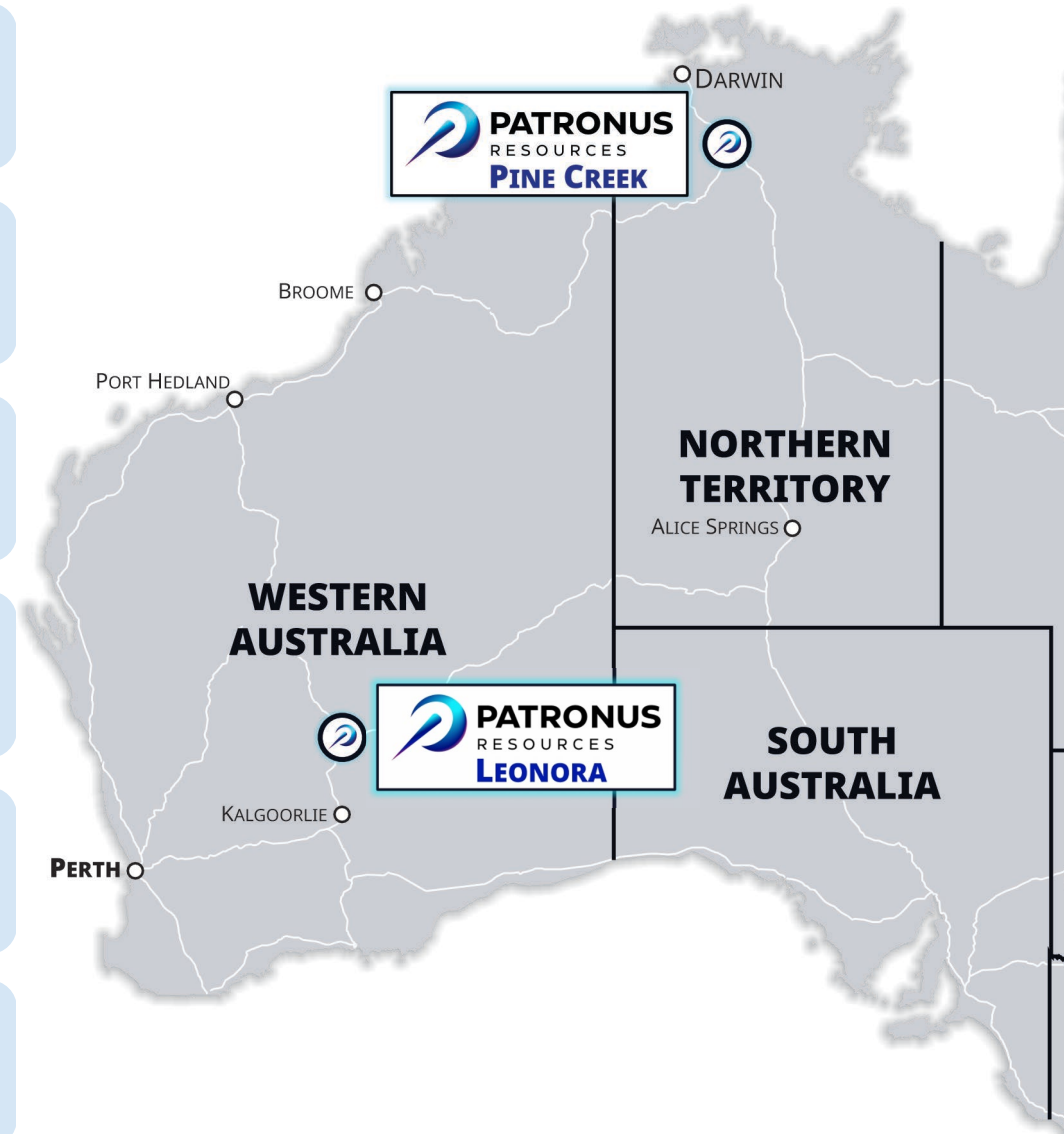 DARWIN
PATRONUS
RESOURCES
PINE CREEK
BROOME
PORT HEDLAND
NORTHERN
TERRITORY
ALICE SPRINGS
WESTERN
AUSTRALIA
PATRONUS
RESOURCES
LEONORA
SOUTH
AUSTRALIA
KALGOORLIE
PERTH